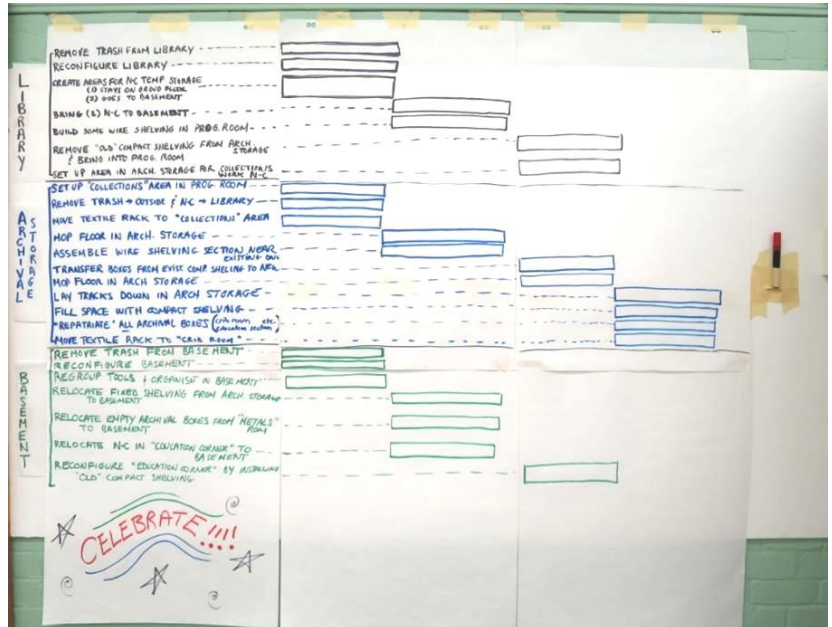 LIBRARY
REMOVE TRASH FROM LIBRARY
RECONFIGURE LIBRARY
CREATE AREAS FOR N-C TEMP STORAGE
(1) STAYS ON GROUND FLOOR
(2) GOES TO BASEMENT
BRING (2) N-C TO BASEMENT
BUILD SOME WIRE SHELVING IN PROG. ROOM
REMOVE "OLD" COMPACT SHELVING FROM ARCH. STORAGE
& BRING INTO PROG. ROOM
SET UP AREA IN ARCH. STORAGE FOR COLLECTIONS
WORK N-C
ARCHIVAL STORAGE
SET UP "COLLECTIONS" AREA IN PROG. ROOM
REMOVE TRASH → OUTSIDE & N-C → LIBRARY
MOVE TEXTILE RACK TO "COLLECTIONS" AREA
MOP FLOOR IN ARCH. STORAGE
ASSEMBLE WIRE SHELVING SECTION NEAR
EXISTING ONE
TRANSFER BOXES FROM EXIST. COMP. SHELVING TO NEW
MOP FLOOR IN ARCH STORAGE
LAY TRACKS DOWN IN ARCH STORAGE
FILL SPACE WITH COMPACT SHELVING
"REPATRIATE" ALL ARCHIVAL BOXES (crib room, etc. education section)
MOVE TEXTILE RACK TO "CRIB ROOM"
BASEMENT
REMOVE TRASH FROM BASEMENT
RECONFIGURE BASEMENT
REGROUP TOOLS & ORGANISE IN BASEMENT
RELOCATE FIXED SHELVING FROM ARCH. STORAGE
TO BASEMENT
RELOCATE EMPTY ARCHIVAL BOXES FROM "METALS" ROOM
TO BASEMENT
RELOCATE N-C IN "EDUCATION CORNER" TO
BASEMENT
RECONFIGURE "EDUCATION CORNER" BY INSTALLING
"OLD" COMPACT SHELVING
CELEBRATE!!!!